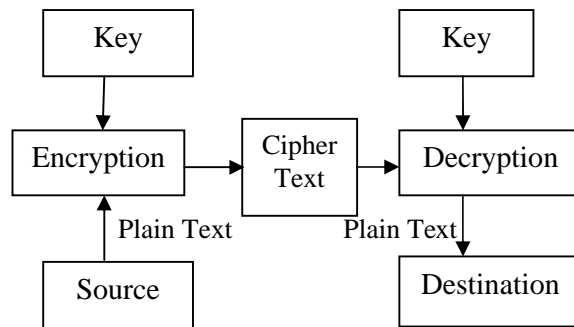 Key
Key
Encryption
Cipher
Text
Decryption
Plain Text
Plain Text
Source
Destination